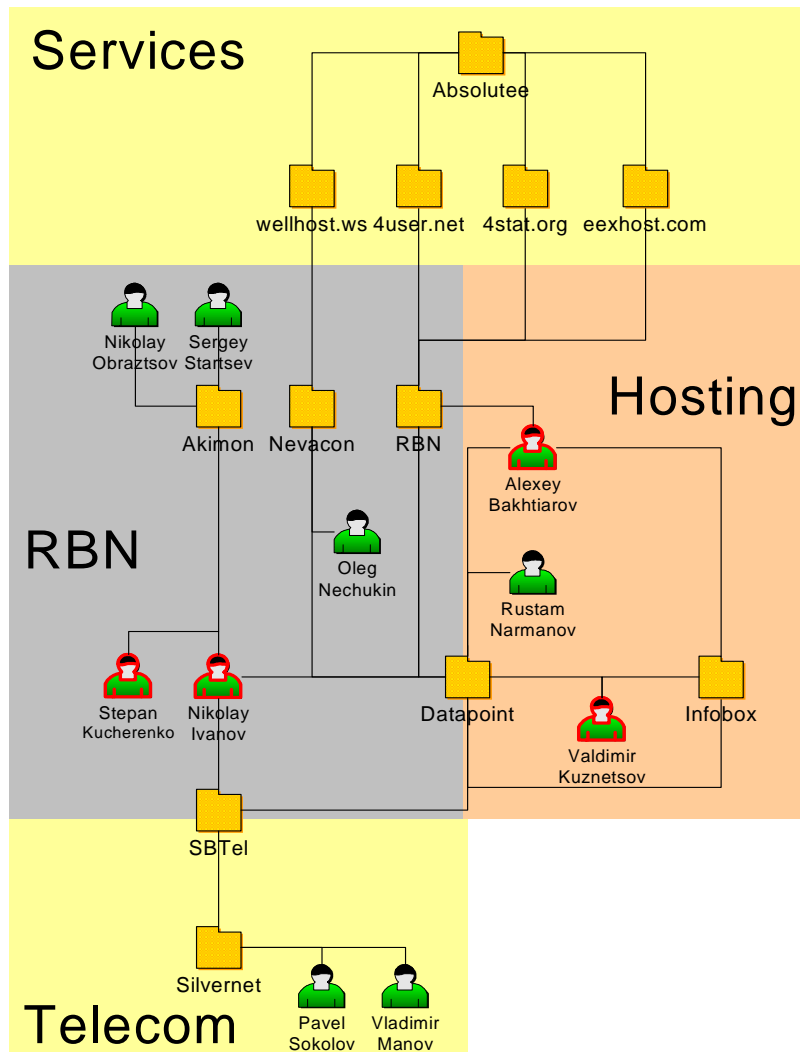 Services
Absolutee
wellhost.ws
4user.net
4stat.org
eexhost.com
Nikolay
Obraztsov
Sergey
Startsev
Hosting
Akimon
Nevacon
RBN
Alexey
Bakhtiarov
RBN
Oleg
Nechukin
Rustam
Narmanov
Stepan
Kucherenko
Nikolay
Ivanov
Datapoint
Infobox
Valdimir
Kuznetsov
SBTel
Silvernet
Telecom
Pavel
Sokolov
Vladimir
Manov